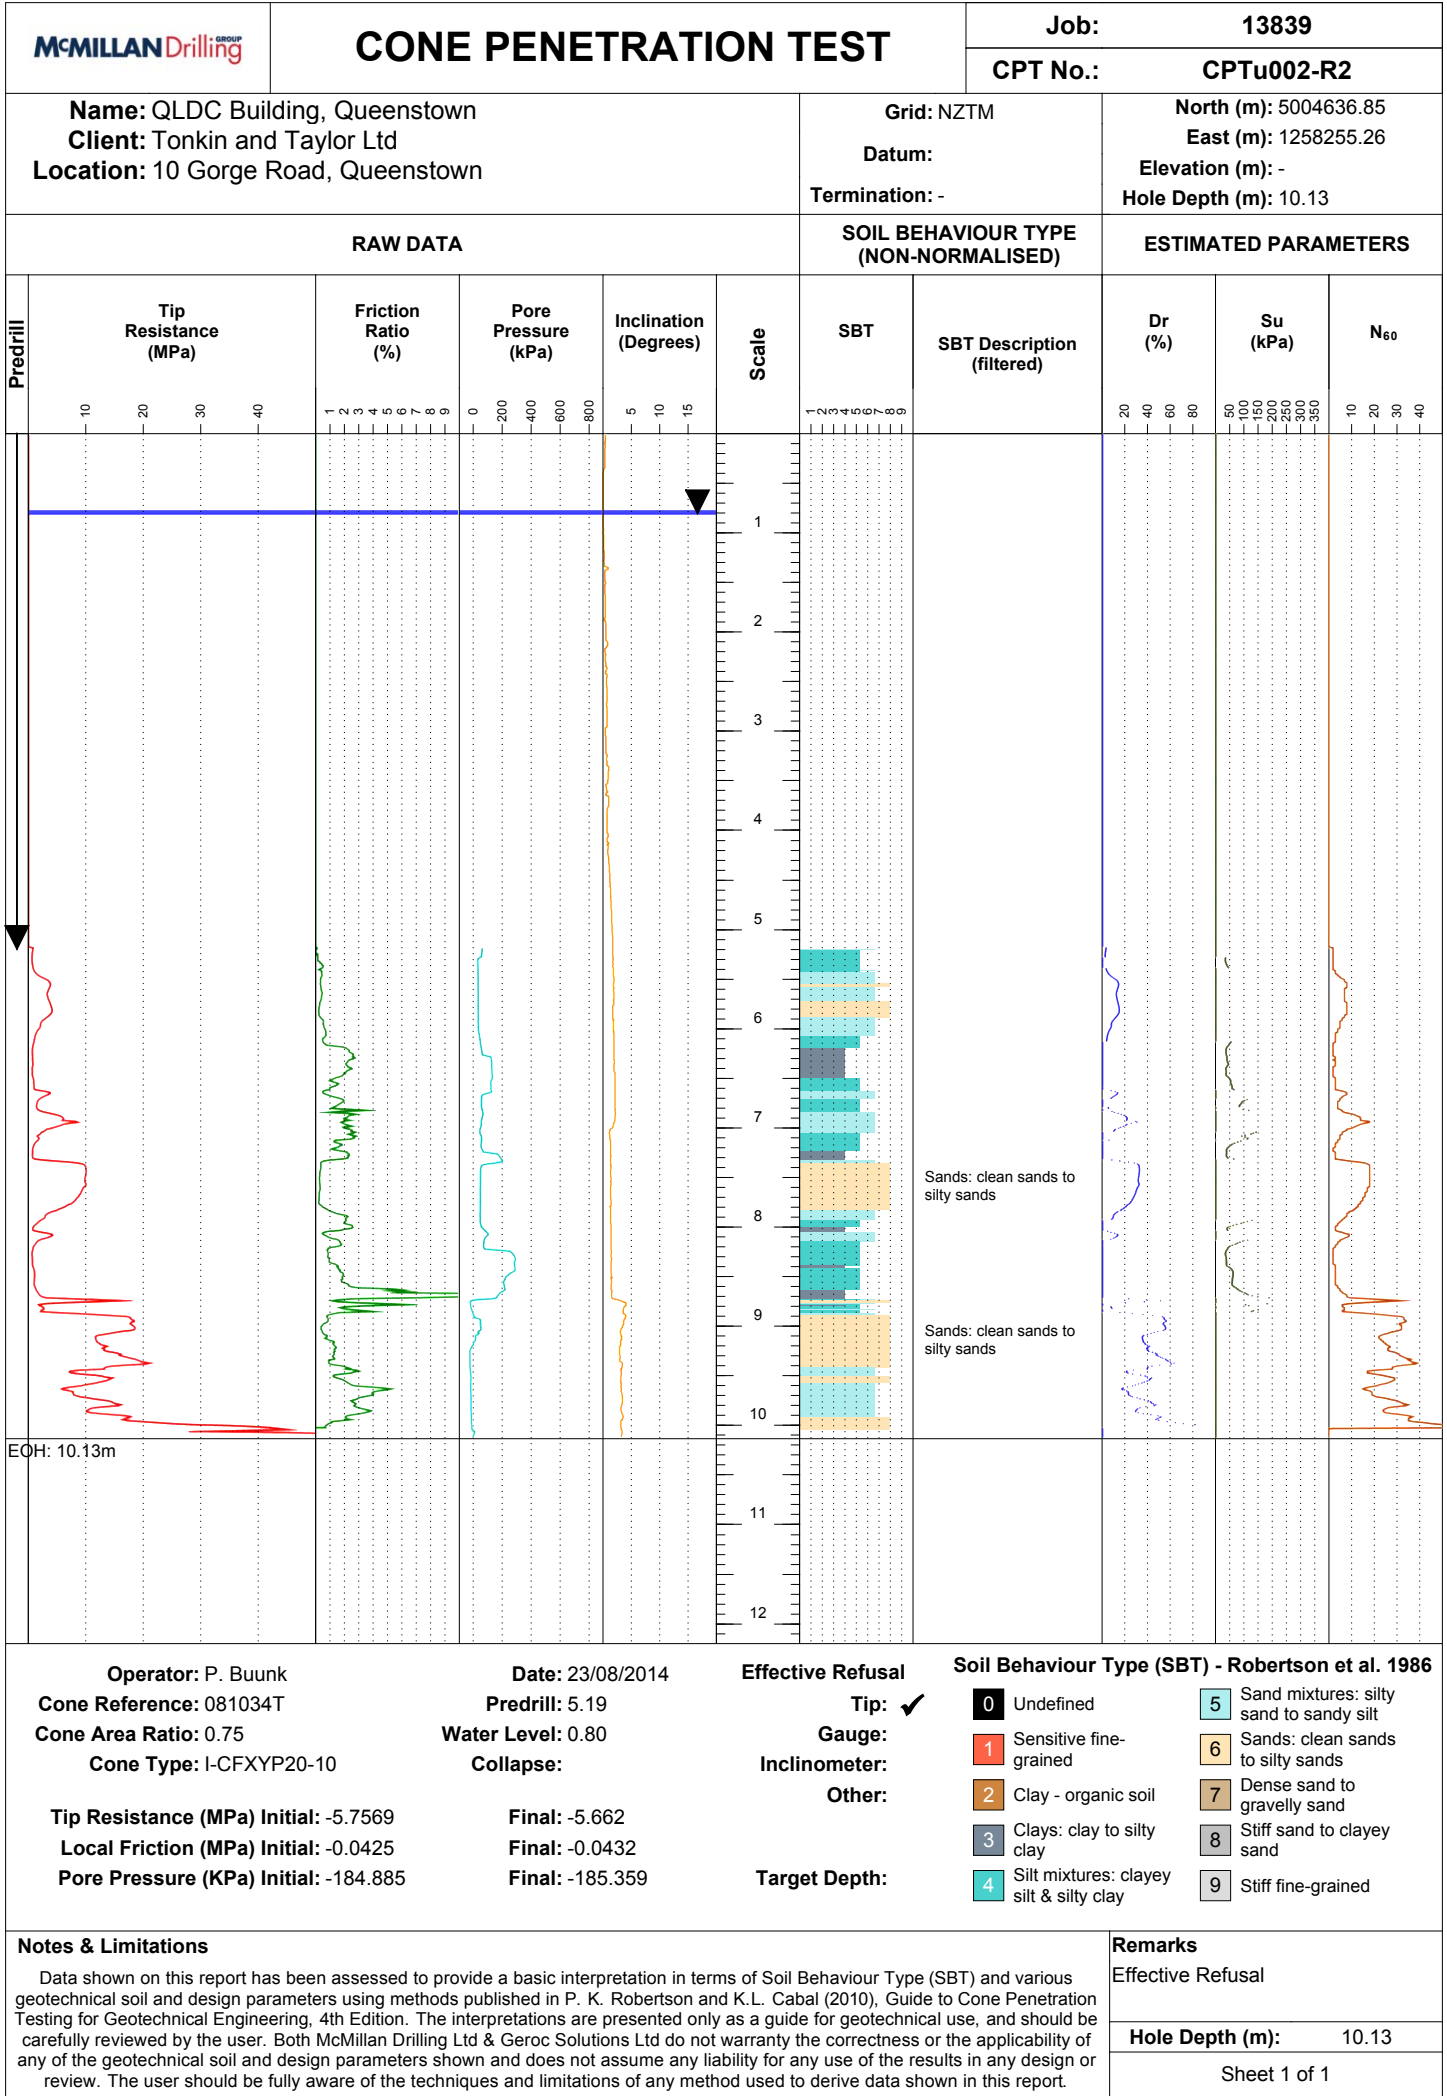 McMILLAN Drilling GROUP
CONE PENETRATION TEST
Job: 13839
CPT No.: CPTu002-R2
Name: QLDC Building, Queenstown
Client: Tonkin and Taylor Ltd
Location: 10 Gorge Road, Queenstown
Grid: NZTM
Datum:
Termination: -
North (m): 5004636.85
East (m): 1258255.26
Elevation (m): -
Hole Depth (m): 10.13
RAW DATA
SOIL BEHAVIOUR TYPE
(NON-NORMALISED)
ESTIMATED PARAMETERS
Predrill
Tip
Resistance
(MPa)
Friction
Ratio
(%)
Pore
Pressure
(kPa)
Inclination
(Degrees)
Scale
SBT
SBT Description
(filtered)
Dr
(%)
Su
(kPa)
N60
10 20 30 40
1 2 3 4 5 6 7 8 9
0 200 400 600 800
5 10 15
1 2 3 4 5 6 7 8 9
20 40 60 80
50 100 150 200 250 300 350
10 20 30 40
1
2
3
4
5
6
7
Sands: clean sands to
silty sands
8
9
Sands: clean sands to
silty sands
10
EOH: 10.13m
11
12
Operator: P. Buunk
Cone Reference: 081034T
Cone Area Ratio: 0.75
Cone Type: I-CFXYP20-10
Date: 23/08/2014
Predrill: 5.19
Water Level: 0.80
Collapse:
Tip Resistance (MPa) Initial: -5.7569 Final: -5.662
Local Friction (MPa) Initial: -0.0425 Final: -0.0432
Pore Pressure (KPa) Initial: -184.885 Final: -185.359
Effective Refusal
Tip: ✓
Gauge:
Inclinometer:
Other:
Target Depth:
Soil Behaviour Type (SBT) - Robertson et al. 1986
0 Undefined
1 Sensitive fine-
grained
2 Clay - organic soil
3 Clays: clay to silty
clay
4 Silt mixtures: clayey
silt & silty clay
5 Sand mixtures: silty
sand to sandy silt
6 Sands: clean sands
to silty sands
7 Dense sand to
gravelly sand
8 Stiff sand to clayey
sand
9 Stiff fine-grained
Notes & Limitations
Data shown on this report has been assessed to provide a basic interpretation in terms of Soil Behaviour Type (SBT) and various
geotechnical soil and design parameters using methods published in P. K. Robertson and K.L. Cabal (2010), Guide to Cone Penetration
Testing for Geotechnical Engineering, 4th Edition. The interpretations are presented only as a guide for geotechnical use, and should be
carefully reviewed by the user. Both McMillan Drilling Ltd & Geroc Solutions Ltd do not warranty the correctness or the applicability of
any of the geotechnical soil and design parameters shown and does not assume any liability for any use of the results in any design or
review. The user should be fully aware of the techniques and limitations of any method used to derive data shown in this report.
Remarks
Effective Refusal
Hole Depth (m): 10.13
Sheet 1 of 1